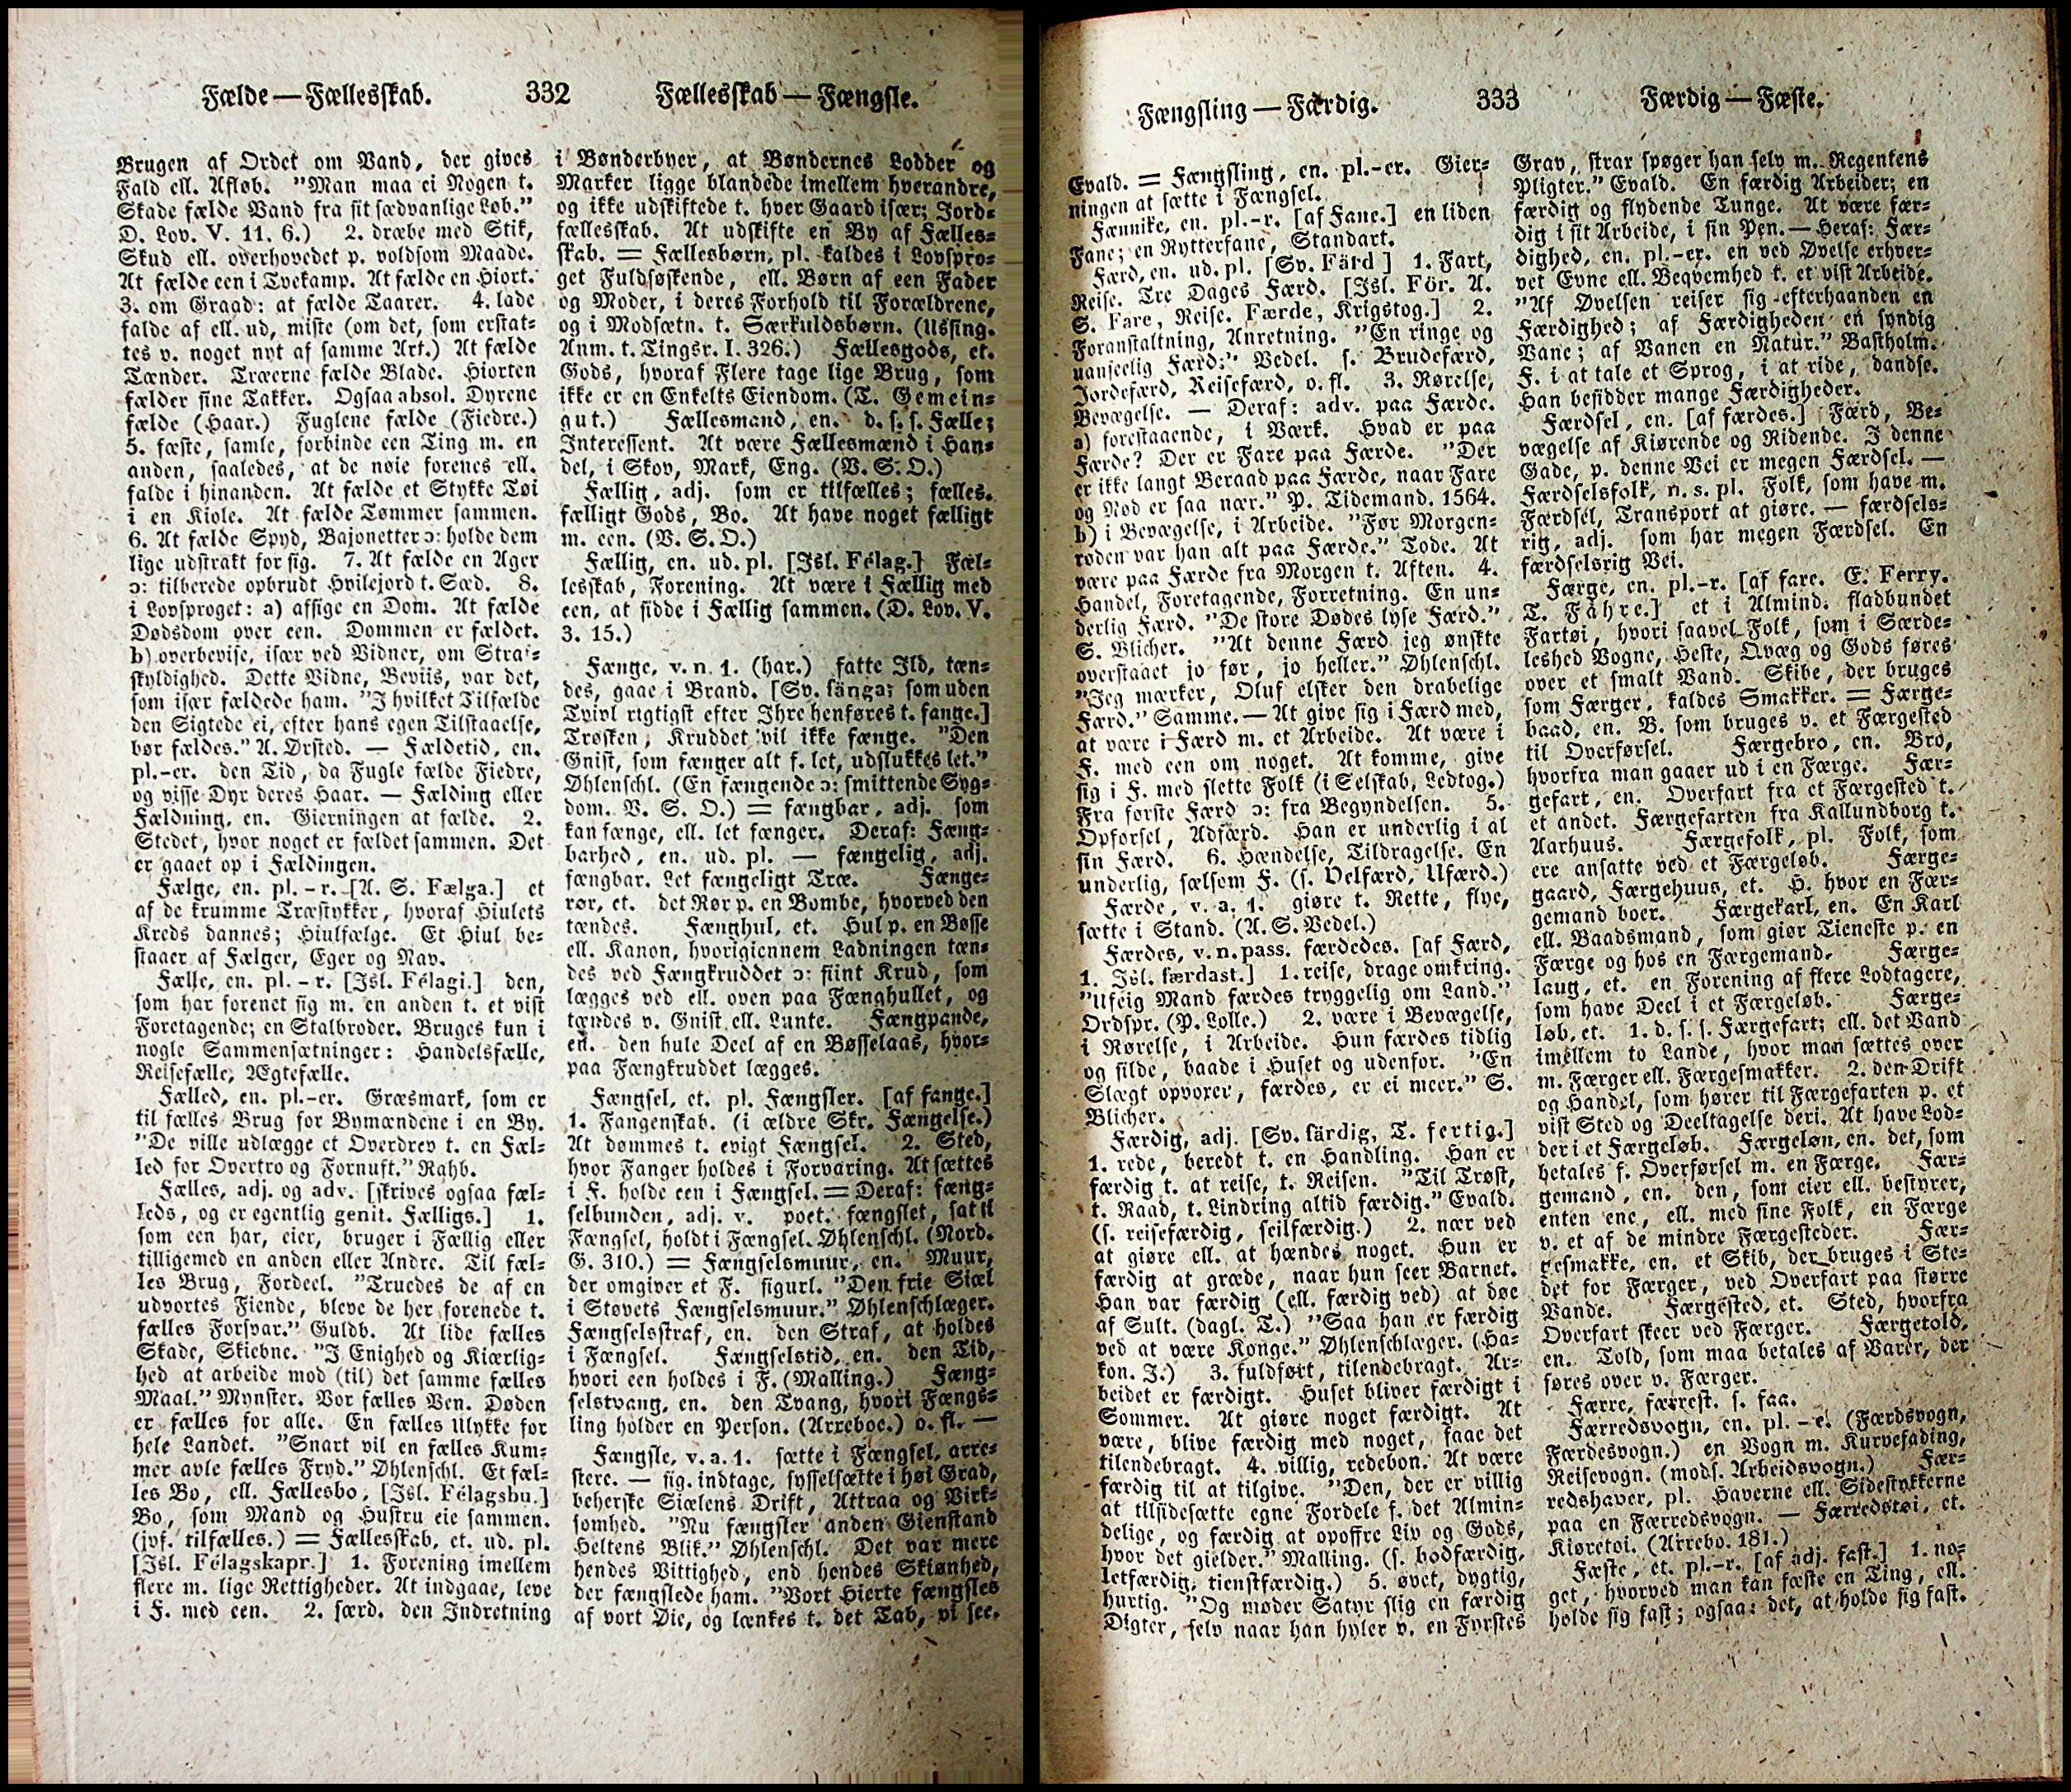 Fælde — Fællesskab. 332 Fællesskab — Fængsle.
Brugen af Ordet om Vand, der gives
Fald ell. Afløb. "Man maa ei Nogen t.
Skade fælde Vand fra sit sædvanlige Løb."
D. Lov. V. 11. 6.) 2. dræbe med Stik,
Skud ell. overhovedet p. voldsom Maade.
At fælde een i Tvekamp. At fælde en Hiort.
3. om Graad: at fælde Taarer. 4. lade
falde af ell. ud, miste (om det, som erstat-
tes v. noget nyt af samme Art.) At fælde
Tænder. Træerne fælde Blade. Hiorten
fælder sine Takker. Ogsaa absol. Dyrene
fælde (Haar.) Fuglene fælde (Fiedre.)
5. fæste, samle, forbinde een Ting m. en
anden, saaledes, at de nøie forenes ell.
falde i hinanden. At fælde et Stykke Tøi
i en Kiole. At fælde Tømmer sammen.
6. At fælde Spyd, Bajonetter ɔ: holde dem
lige udstrakt for sig. 7. At fælde en Ager
ɔ: tilberede opbrudt Hvilejord t. Sæd. 8.
i Lovsproget: a) afsige en Dom. At fælde
Dødsdom over een. Dommen er fældet.
b) overbevise, især ved Vidner, om Straf-
skyldighed. Dette Vidne, Beviis, var det,
som især fældede ham. "I hvilket Tilfælde
den Sigtede ei, efter hans egen Tilstaaelse,
bør fældes." A. Ørsted. — Fældetid, en.
pl.-er. den Tid, da Fugle fælde Fiedre,
og visse Dyr deres Haar. — Fælding eller
Fældning, en. Gierningen at fælde. 2.
Stedet, hvor noget er fældet sammen. Det
er gaaet op i Fældingen.
Fælge, en. pl.-r. [A. S. Fælga.] et
af de krumme Træstykker, hvoraf Hiulets
Kreds dannes; Hiulfælge. Et Hiul be-
staaer af Fælger, Eger og Nav.
Fælle, en. pl.-r. [Isl. Félagi.] den,
som har forenet sig m. en anden t. et vist
Foretagende; en Stalbroder. Bruges kun i
nogle Sammensætninger: Handelsfælle,
Reisefælle, Ægtefælle.
Fælled, en. pl.-er. Græsmark, som er
til fælles Brug for Bymændene i en By.
"De ville udlægge et Overdrev t. en Fæl-
led for Overtro og Fornuft." Rahb.
Fælles, adj. og adv. [skrives ogsaa fæl-
leds, og er egentlig genit. Fælligs.] 1.
som een har, eier, bruger i Fællig eller
tilligemed en anden eller Andre. Til fæl-
les Brug, Fordeel. "Truedes de af en
udvortes Fiende, bleve de her forenede t.
fælles Forsvar." Guldb. At lide fælles
Skade, Skiebne. "I Enighed og Kiærlig-
hed at arbeide mod (til) det samme fælles
Maal." Mynster. Vor fælles Ven. Døden
er fælles for alle. En fælles Ulykke for
hele Landet. "Snart vil en fælles Kum-
mer avle fælles Fryd." Øhlenschl. Et fæl-
les Bo, ell. Fællesbo, [Isl. Félagsbu.]
Bo, som Mand og Hustru eie sammen.
(jvf. tilfælles.) = Fællesskab, et. ud. pl.
[Isl. Félagskapr.] 1. Forening imellem
flere m. lige Rettigheder. At indgaae, leve
i F. med een. 2. særd. den Indretning
i Bønderbyer, at Bøndernes Lodder og
Marker ligge blandede imellem hverandre,
og ikke udskiftede t. hver Gaard især; Jord-
fællesskab. At udskifte en By af Fælles-
skab. = Fællesbørn, pl. kaldes i Lovspro-
get Fuldsøskende, ell. Børn af een Fader
og Moder, i deres Forhold til Forældrene,
og i Modsætn. t. Særkuldsbørn. (Ussing.
Anm. t. Tingsr. I. 326.) Fællesgods, et.
Gods, hvoraf Flere tage lige Brug, som
ikke er en Enkelts Eiendom. (T. Gemein-
gut.) Fællesmand, en. d. s. s. Fælle;
Interessent. At være Fællesmænd i Han-
del, i Skov, Mark, Eng. (V. S. O.)
Fællig, adj. som er tilfælles; fælles.
fælligt Gods, Bo. At have noget fælligt
m. een. (V. S. O.)
Fællig, en. ud. pl. [Isl. Félag.] Fæl-
lesskab, Forening. At være i Fællig med
een, at sidde i Fællig sammen. (D. Lov. V.
3. 15.)
Fænge, v. n. 1. (har.) fatte Ild, tæn-
des, gaae i Brand. [Sv. fänga; som uden
Tvivl rigtigst efter Ihre henføres t. fange.]
Trøsken, Kruddet vil ikke fænge. "Den
Gnist, som fænger alt f. let, udslukkes let."
Øhlenschl. (En fængende ɔ: smittende Syg-
dom. V. S. O.) = fængbar, adj. som
kan fænge, ell. let fænger. Deraf: Fæng-
barhed, en. ud. pl. — fængelig, adj.
fængbar. Let fængeligt Træ. Fænge-
rør, et. det Rør p. en Bombe, hvorved den
tændes. Fænghul, et. Hul p. en Bøsse
ell. Kanon, hvorigiennem Ladningen tæn-
des ved Fængkruddet ɔ: fiint Krud, som
lægges ved ell. oven paa Fænghullet, og
tændes v. Gnist ell. Lunte. Fængpande,
en. den hule Deel af en Bøsselaas, hvor-
paa Fængkruddet lægges.
Fængsel, et. pl. Fængsler. [af fange.]
1. Fangenskab. (i ældre Skr. Fængelse.)
At dømmes t. evigt Fængsel. 2. Sted,
hvor Fanger holdes i Forvaring. At sættes
i F. holde een i Fængsel. = Deraf: fæng-
selbunden, adj. v. poet. fængslet, sat til
Fængsel, holdt i Fængsel. Øhlenschl. (Nord.
G. 310.) = Fængselsmuur, en. Muur,
der omgiver et F. figurl. "Den frie Siæl
i Støvets Fængselsmuur." Øhlenschlæger.
Fængselsstraf, en. den Straf, at holdes
i Fængsel. Fængselstid, en. den Tid,
hvori een holdes i F. (Malling.) Fæng-
selstvang, en. den Tvang, hvori Fængs-
ling holder en Person. (Arreboe.) o. fl. —
Fængsle, v. a. 1. sætte i Fængsel, arre-
stere. — fig. indtage, sysselsætte i høi Grad,
beherske Siælens Drift, Attraa og Virk-
somhed. "Nu fængsler anden Gienstand
Heltens Blik." Øhlenschl. Det var mere
hendes Vittighed, end hendes Skiønhed,
der fængslede ham. "Vort Hierte fængsles
af vort Øie, og lænkes t. det Tab, vi see.
Fængsling — Færdig. 333 Færdig — Fæste.
Evald. = Fængsling, en. pl.-er. Gier-
ningen at sætte i Fængsel.
Fænnike, en. pl.-r. [af Fane.] en liden
Fane; en Rytterfane, Standart.
Færd, en. ud. pl. [Sv. Färd] 1. Fart,
Reise. Tre Dages Færd. [Isl. För. A.
S. Fare, Reise. Færde, Krigstog.] 2.
Foranstaltning, Anretning. "En ringe og
uanseelig Færd:" Vedel. s. Brudefærd,
Jordefærd, Reisefærd, o. fl. 3. Rørelse,
Bevægelse. — Deraf: adv. paa Færde.
a) forestaaende, i Værk. Hvad er paa
Færde? Der er Fare paa Færde. "Der
er ikke langt Beraad paa Færde, naar Fare
og Nød er saa nær." P. Tidemand. 1564.
b) i Bevægelse, i Arbeide. "Før Morgen-
røden var han alt paa Færde." Tode. At
være paa Færde fra Morgen t. Aften. 4.
Handel, Foretagende, Forretning. En un-
derlig Færd. "De store Dødes lyse Færd."
S. Blicher. "At denne Færd jeg ønskte
overstaaet jo før, jo heller." Øhlenschl.
"Jeg mærker, Oluf elsker den drabelige
Færd." Samme. — At give sig i Færd med,
at være i Færd m. et Arbeide. At være i
F. med een om noget. At komme, give
sig i F. med slette Folk (i Selskab, Ledtog.)
Fra første Færd ɔ: fra Begyndelsen. 5.
Opførsel, Adfærd. Han er underlig i al
sin Færd. 6. Hændelse, Tildragelse. En
underlig, sælsom F. (s. Velfærd, Ufærd.)
Færde, v. a. 1. giøre t. Rette, flye,
sætte i Stand. (A. S. Vedel.)
Færdes, v. n. pass. færdedes. [af Færd,
1. Isl. færdast.] 1. reise, drage omkring.
"Ufeig Mand færdes tryggelig om Land."
Ordspr. (P. Lolle.) 2. være i Bevægelse,
i Rørelse, i Arbeide. Hun færdes tidlig
og silde, baade i Huset og udenfor. "En
Slægt opvoxer, færdes, er ei meer." S.
Blicher.
Færdig, adj. [Sv. färdig, T. fertig.]
1. rede, beredt t. en Handling. Han er
færdig t. at reise, t. Reisen. "Til Trøst,
t. Raad, t. Lindring altid færdig." Evald.
(s. reisefærdig, seilfærdig.) 2. nær ved
at giøre ell. at hændes noget. Hun er
færdig at græde, naar hun seer Barnet.
Han var færdig (ell. færdig ved) at døe
af Sult. (dagl. T.) "Saa han er færdig
ved at være Konge." Øhlenschlæger. (Ha-
kon. J.) 3. fuldført, tilendebragt. Ar-
beidet er færdigt. Huset bliver færdigt i
Sommer. At giøre noget færdigt. At
være, blive færdig med noget, faae det
tilendebragt. 4. villig, redebon. At være
færdig til at tilgive. "Den, der er villig
at tilsidesætte egne Fordele f. det Almin-
delige, og færdig at opoffre Liv og Gods,
hvor det gielder." Malling. (s. bodfærdig,
letfærdig, tienstfærdig.) 5. øvet, dygtig,
hurtig. "Og møder Satyr slig en færdig
Digter, selv naar han hyler v. en Fyrstes
Grav, strax spøger han selv m. Regentens
Pligter." Evald. En færdig Arbeider; en
færdig og flydende Tunge. At være fær-
dig i sit Arbeide, i sin Pen. — Heraf: Fær-
dighed, en. pl.-er. en ved Øvelse erhver-
vet Evne ell. Beqvemhed t. et vist Arbeide.
"Af Øvelsen reiser sig efterhaanden en
Færdighed; af Færdigheden en syndig
Vane; af Vanen en Natur." Bastholm.
F. i at tale et Sprog, i at ride, dandse.
Han besidder mange Færdigheder.
Færdsel, en. [af færdes.] Færd, Be-
vægelse af Kiørende og Ridende. I denne
Gade, p. denne Vei er megen Færdsel. —
Færdselsfolk, n. s. pl. Folk, som have m.
Færdsel, Transport at giøre. — færdsels-
rig, adj. som har megen Færdsel. En
færdselsrig Vei.
Færge, en. pl.-r. [af fare. E. Ferry.
T. Fähre.] et i Almind. fladbundet
Fartøi, hvori saavel Folk, som i Særde-
leshed Vogne, Heste, Qvæg og Gods føres
over et smalt Vand. Skibe, der bruges
som Færger, kaldes Smakker. = Færge-
baad, en. B. som bruges v. et Færgested
til Overførsel. Færgebro, en. Bro,
hvorfra man gaaer ud i en Færge. Fær-
gefart, en. Overfart fra et Færgested t.
et andet. Færgefarten fra Kallundborg t.
Aarhuus. Færgefolk, pl. Folk, som
ere ansatte ved et Færgeløb. Færge-
gaard, Færgehuus, et. H. hvor en Fær-
gemand boer. Færgekarl, en. En Karl
ell. Baadsmand, som giør Tieneste p. en
Færge og hos en Færgemand. Færge-
laug, et. en Forening af flere Lodtagere,
som have Deel i et Færgeløb. Færge-
løb, et. 1. d. s. s. Færgefart; ell. det Vand
imellem to Lande, hvor man sættes over
m. Færger ell. Færgesmakker. 2. den Drift
og Handel, som hører til Færgefarten p. et
vist Sted og Deeltagelse deri. At have Lod-
der i et Færgeløb. Færgeløn, en. det, som
betales f. Overførsel m. en Færge. Fær-
gemand, en. den, som eier ell. bestyrer,
enten ene, ell. med sine Folk, en Færge
v. et af de mindre Færgesteder. Fær-
gesmakke, en. et Skib, der bruges i Ste-
det for Færger, ved Overfart paa større
Vande. Færgested, et. Sted, hvorfra
Overfart skeer ved Færger. Færgetold,
en. Told, som maa betales af Varer, der
føres over v. Færger.
Færre, færrest. s. faa.
Færredsvogn, en. pl.-e. (Færdsvogn,
Færdesvogn.) en Vogn m. Kurvefading,
Reisevogn. (mods. Arbeidsvogn.) Fær-
redshaver, pl. Haverne ell. Sidestykkerne
paa en Færredsvogn. — Færredstøi, et.
Kiøretøi. (Arrebo. 181.)
Fæste, et. pl.-r. [af adj. fast.] 1. no-
get, hvorved man kan fæste en Ting, ell.
holde sig fast; ogsaa: det, at holde sig fast.